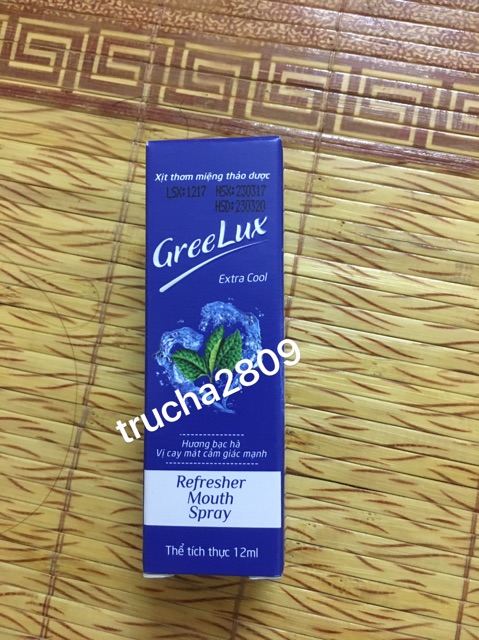 Xịt thơm miệng thảo dược
LSX:1217 NSX:230317
HSD:230320
GreeLux
Extra Cool
trucha2809
Hương bạc hà
Vị cay mát cảm giác mạnh
Refresher
Mouth
Spray
Thể tích thực 12ml